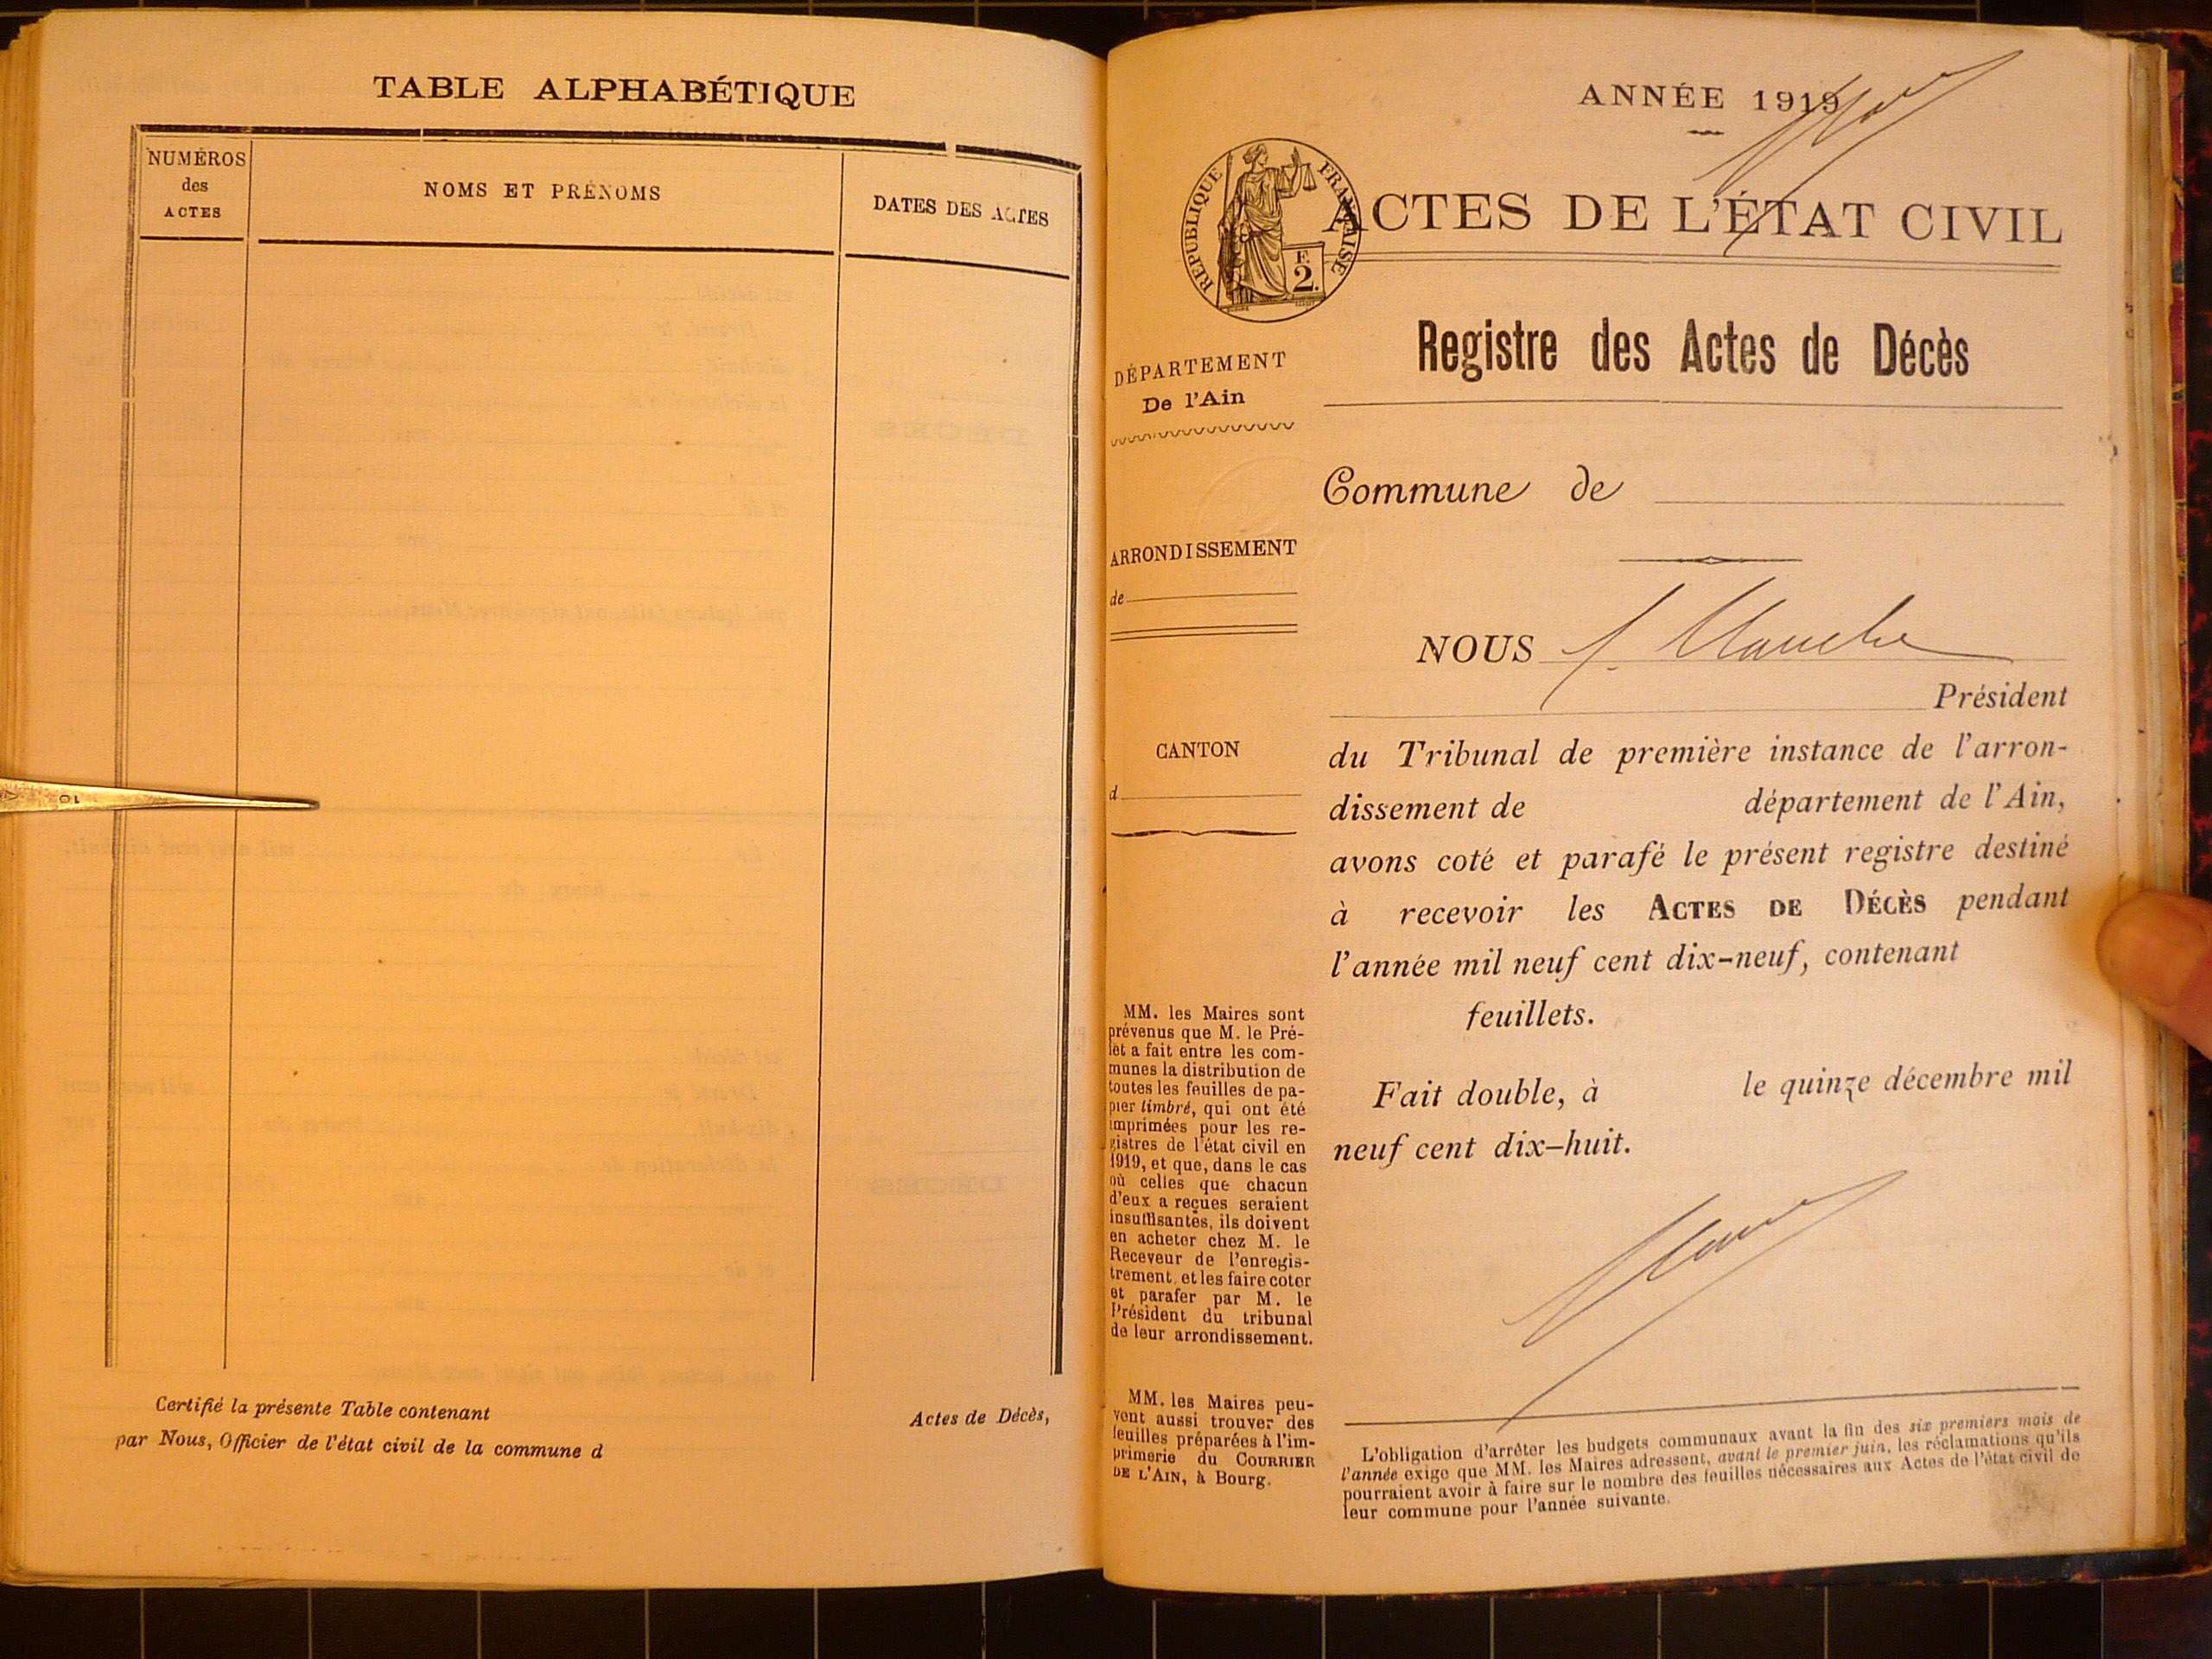 TABLE ALPHABÉTIQUE
NUMÉROS
des
ACTES
NOMS ET PRÉNOMS
DATES DES ACTES
Certifié la présente Table contenant
Actes de Décès,
par Nous, Officier de l'état civil de la commune d
ANNÉE 1919
RÉPUBLIQUE FRANÇAISE
F.
2.
ACTES DE L'ÉTAT CIVIL
Registre des Actes de Décès
DÉPARTEMENT
De l'Ain
ARRONDISSEMENT
de
CANTON
d
MM. les Maires sont
prévenus que M. le Pré-
fet a fait entre les com-
munes la distribution de
toutes les feuilles de pa-
pier timbré, qui ont été
imprimées pour les re-
gistres de l'état civil en
1919, et que, dans le cas
où celles que chacun
d'eux a reçues seraient
insuffisantes, ils doivent
en acheter chez M. le
Receveur de l'enregis-
trement, et les faire coter
et parafer par M. le
Président du tribunal
de leur arrondissement.
MM. les Maires peu-
vent aussi trouver des
feuilles préparées à l'im-
primerie du COURRIER
DE L'AIN, à Bourg.
Commune de
NOUS
Président
du Tribunal de première instance de l'arron-
dissement de département de l'Ain,
avons coté et parafé le présent registre destiné
à recevoir les ACTES DE DÉCÈS pendant
l'année mil neuf cent dix-neuf, contenant
feuillets.
Fait double, à le quinze décembre mil
neuf cent dix-huit.
L'obligation d'arrêter les budgets communaux avant la fin des six premiers mois de
l'année exige que MM. les Maires adressent, avant le premier juin, les réclamations qu'ils
pourraient avoir à faire sur le nombre des feuilles nécessaires aux Actes de l'état civil de
leur commune pour l'année suivante.